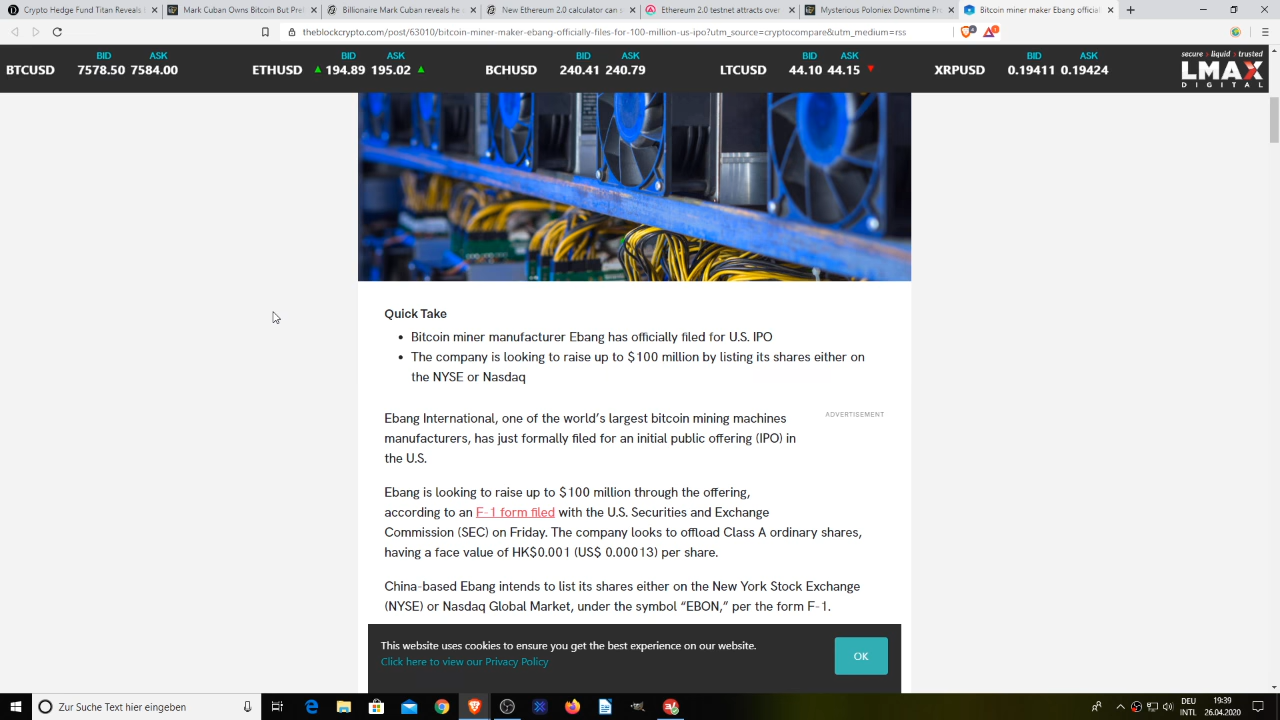 Crypto Hedge Fund Titan Reveals
Mark Cuban Owns Bitcoin But Pre
Billionaire Mark Cuban reveals h
New Ethereum 2.0 calculator can
Ethereum 2.0 testnet attracts over
Mysterious Poloniex Downtime Pro
Bitcoin miner maker Ebang official
theblockcrypto.com/post/63010/bitcoin-miner-maker-ebang-officially-files-for-100-million-us-ipo?utm_source=cryptocompare&utm_medium=rss
BID ASK BID ASK BID ASK BID ASK BID ASK
BTCUSD 7578.50 7584.00 ETHUSD 194.89 195.02 BCHUSD 240.41 240.79 LTCUSD 44.10 44.15 XRPUSD 0.19411 0.19424
secure liquid trusted
LMAX
DIGITAL
Quick Take
• Bitcoin miner manufacturer Ebang has officially filed for U.S. IPO
• The company is looking to raise up to $100 million by listing its shares either on
the NYSE or Nasdaq
ADVERTISEMENT
Ebang International, one of the world's largest bitcoin mining machines
manufacturers, has just formally filed for an initial public offering (IPO) in
the U.S.
Ebang is looking to raise up to $100 million through the offering,
according to an F-1 form filed with the U.S. Securities and Exchange
Commission (SEC) on Friday. The company looks to offload Class A ordinary shares,
having a face value of HK$0.001 (US$ 0.00013) per share.
China-based Ebang intends to list its shares either on the New York Stock Exchange
(NYSE) or Nasdaq Global Market, under the symbol “EBON,” per the form F-1.
This website uses cookies to ensure you get the best experience on our website.
Click here to view our Privacy Policy
OK
Zur Suche Text hier eingeben
DEU
INTL
19:39
26.04.2020